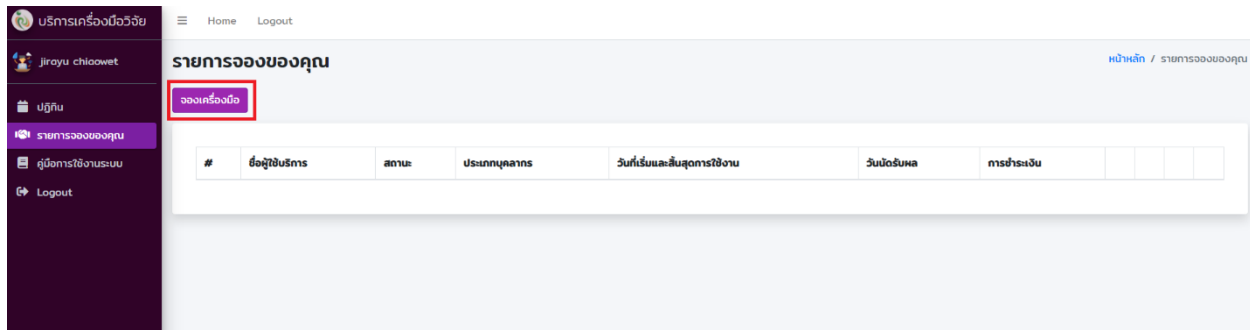 บริการเครื่องมือวิจัย
Home Logout
jirayu chiaowet
รายการจองของคุณ
หน้าหลัก / รายการจองของคุณ
จองเครื่องมือ
ปฏิทิน
รายการจองของคุณ
คู่มือการใช้งานระบบ
Logout
# ชื่อผู้ใช้บริการ สถานะ ประเภทบุคลากร วันที่เริ่มและสิ้นสุดการใช้งาน วันนัดรับผล การชำระเงิน